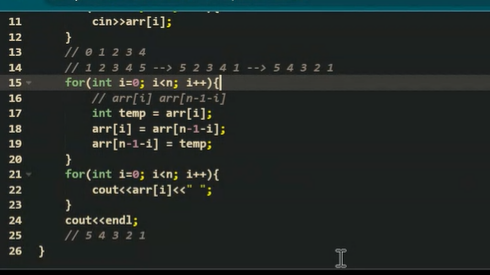 11 cin>>arr[i];
12 }
13 // 0 1 2 3 4
14 // 1 2 3 4 5 --> 5 2 3 4 1 --> 5 4 3 2 1
15 for(int i=0; i<n; i++){
16 // arr[i] arr[n-1-i]
17 int temp = arr[i];
18 arr[i] = arr[n-1-i];
19 arr[n-1-i] = temp;
20 }
21 for(int i=0; i<n; i++){
22 cout<<arr[i]<<" ";
23 }
24 cout<<endl;
25 // 5 4 3 2 1
26 }